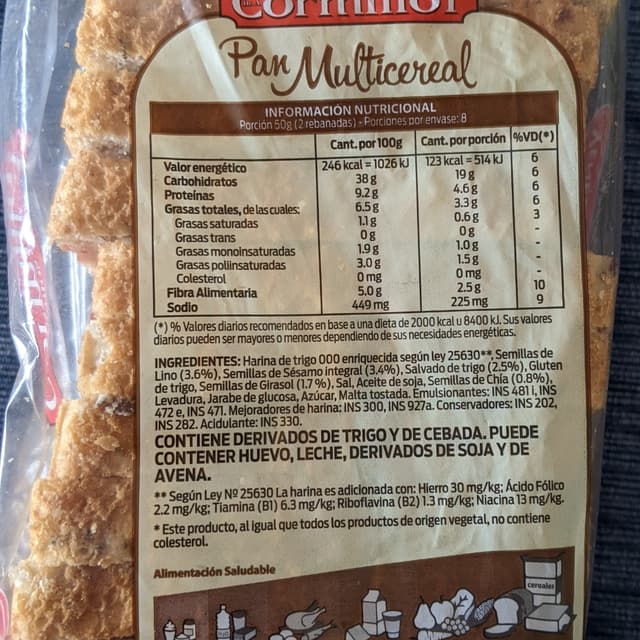 Pan Multicereal
INFORMACIÓN NUTRICIONAL
Porción 50g (2 rebanadas) - Porciones por envase: 8
Cant. por 100g Cant. por porción %VD(*)
Valor energético 246 kcal = 1026 kJ 123 kcal = 514 kJ 6
Carbohidratos 38 g 19 g 6
Proteínas 9.2 g 4.6 g 6
Grasas totales, de las cuales: 6.5 g 3.3 g 6
Grasas saturadas 1.1 g 0.6 g 3
Grasas trans 0 g 0 g -
Grasas monoinsaturadas 1.9 g 1.0 g -
Grasas poliinsaturadas 3.0 g 1.5 g -
Colesterol 0 mg 0 mg -
Fibra Alimentaria 5.0 g 2.5 g 10
Sodio 449 mg 225 mg 9
(*) % Valores diarios recomendados en base a una dieta de 2000 kcal u 8400 kJ. Sus valores
diarios pueden ser mayores o menores dependiendo de sus necesidades energéticas.
INGREDIENTES: Harina de trigo 000 enriquecida según ley 25630**, Semillas de
Lino (3.6%), Semillas de Sésamo integral (3.4%), Salvado de trigo (2.5%), Gluten
de trigo, Semillas de Girasol (1.7 %), Sal, Aceite de soja, Semillas de Chía (0.8%),
Levadura, Jarabe de glucosa, Azúcar, Malta tostada. Emulsionantes: INS 481 i, INS
472 e, INS 471. Mejoradores de harina: INS 300, INS 927a. Conservadores: INS 202,
INS 282. Acidulante: INS 330.
CONTIENE DERIVADOS DE TRIGO Y DE CEBADA. PUEDE
CONTENER HUEVO, LECHE, DERIVADOS DE SOJA Y DE
AVENA.
** Según Ley Nº 25630 La harina es adicionada con: Hierro 30 mg/kg; Ácido Fólico
2.2 mg/kg; Tiamina (B1) 6.3 mg/kg; Riboflavina (B2) 1.3 mg/kg; Niacina 13 mg/kg.
* Este producto, al igual que todos los productos de origen vegetal, no contiene
colesterol.
Alimentación Saludable
cereales